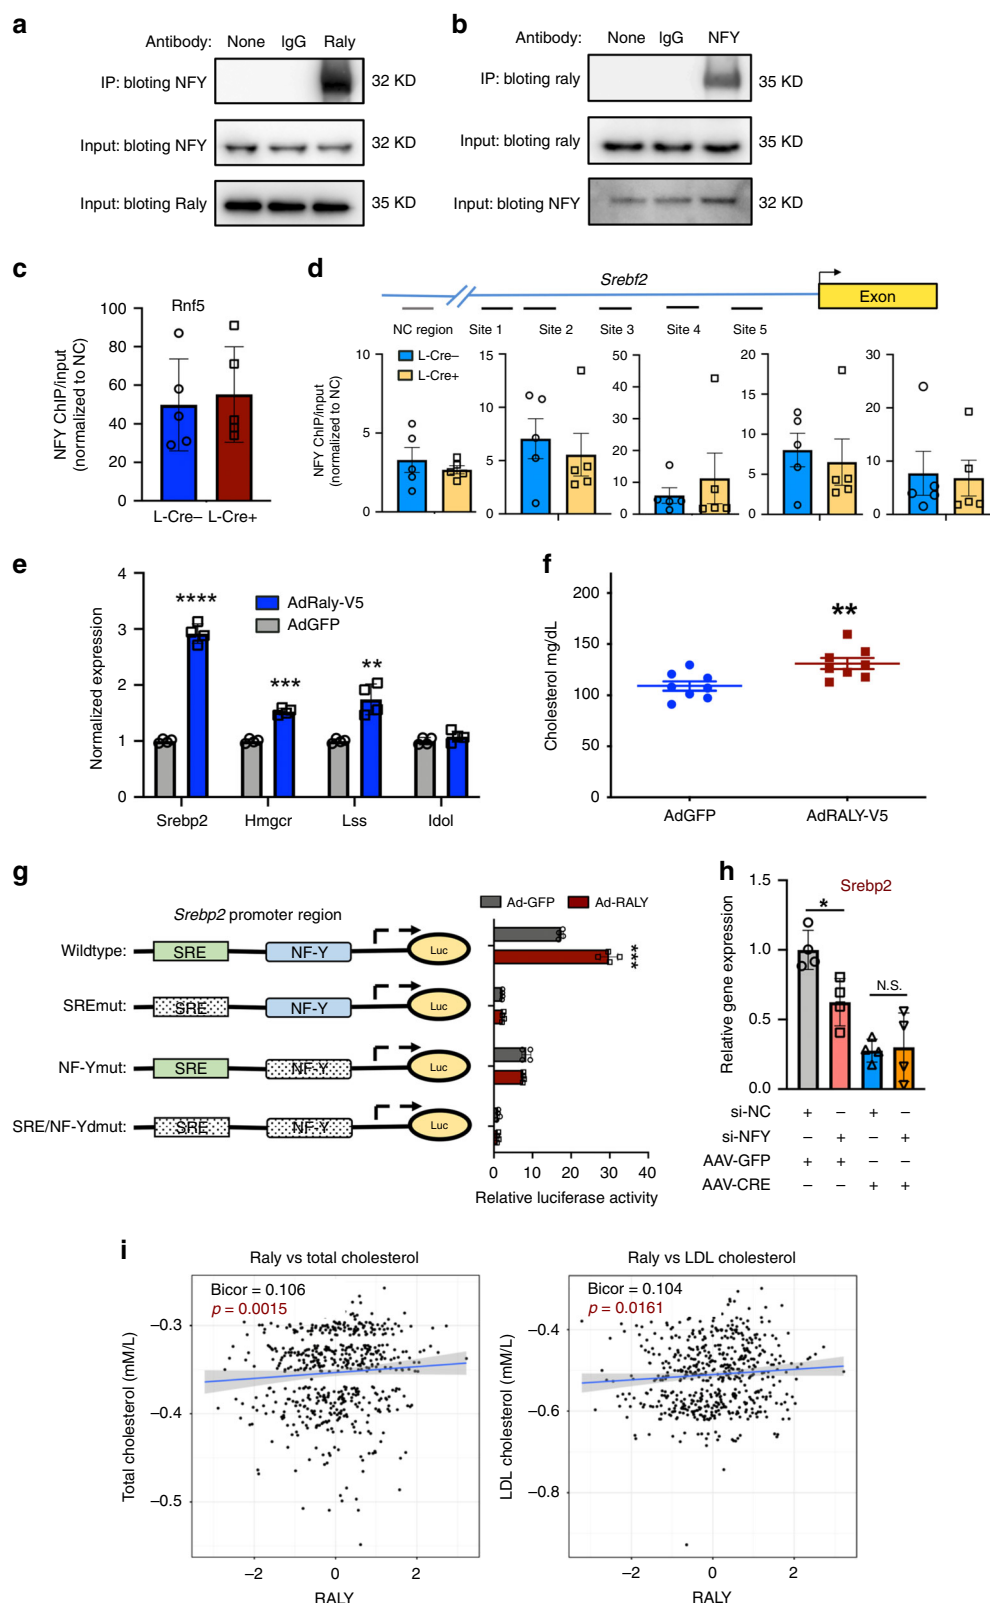 a
Antibody: None IgG Raly
IP: bloting NFY 32 KD
Input: bloting NFY 32 KD
Input: bloting Raly 35 KD
b
Antibody: None IgG NFY
IP: bloting raly 35 KD
Input: bloting raly 35 KD
Input: bloting NFY 32 KD
c
Rnf5
NFY ChIP/input
(normalized to NC)
100
80
60
40
20
0
L-Cre– L-Cre+
d
Srebf2
Exon
NC region Site 1 Site 2 Site 3 Site 4 Site 5
L-Cre–
L-Cre+
NFY ChIP/input
(normalized to NC)
10
5
0
15
10
5
0
50
40
30
20
10
0
20
15
10
5
0
30
20
10
0
e
Normalized expression
4
3
2
1
0
AdRaly-V5
AdGFP
****
***
**
Srebp2 Hmgcr Lss Idol
f
Cholesterol mg/dL
200
150
100
50
0
**
AdGFP AdRALY-V5
g
Srebp2 promoter region
Ad-GFP Ad-RALY
Wildtype: SRE NF-Y Luc
***
SREmut: SRE NF-Y Luc
NF-Ymut: SRE NF-Y Luc
SRE/NF-Ydmut: SRE NF-Y Luc
0 10 20 30 40
Relative luciferase activity
h
Srebp2
Relative gene expression
1.5
1.0
0.5
0.0
*
N.S.
si-NC + – + –
si-NFY – + – +
AAV-GFP + + – –
AAV-CRE – – + +
i
Raly vs total cholesterol
Bicor = 0.106
p = 0.0015
Total cholesterol (mM/L)
–0.3
–0.4
–0.5
–2 0 2
RALY
Raly vs LDL cholesterol
Bicor = 0.104
p = 0.0161
LDL cholesterol (mM/L)
–0.4
–0.6
–0.8
–2 0 2
RALY